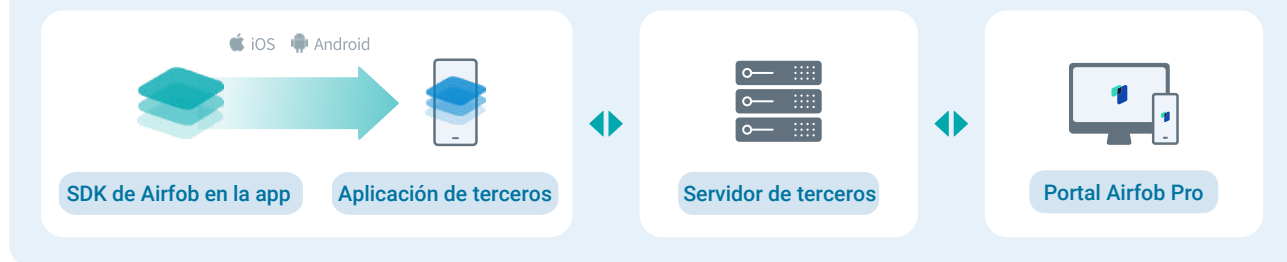 iOS Android
SDK de Airfob en la app
Aplicación de terceros
Servidor de terceros
Portal Airfob Pro